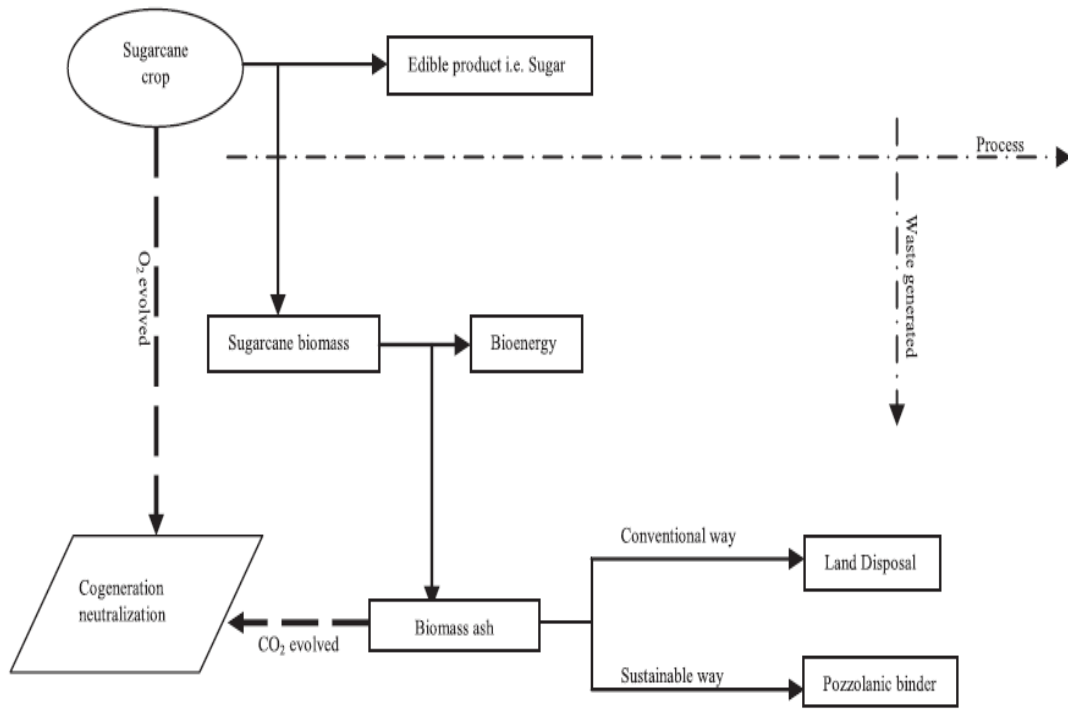 Sugarcane
crop
Edible product i.e. Sugar
Process
O₂ evolved
Waste generated
Sugarcane biomass
Bioenergy
Conventional way
Land Disposal
Cogeneration
neutralization
CO₂ evolved
Biomass ash
Sustainable way
Pozzolanic binder